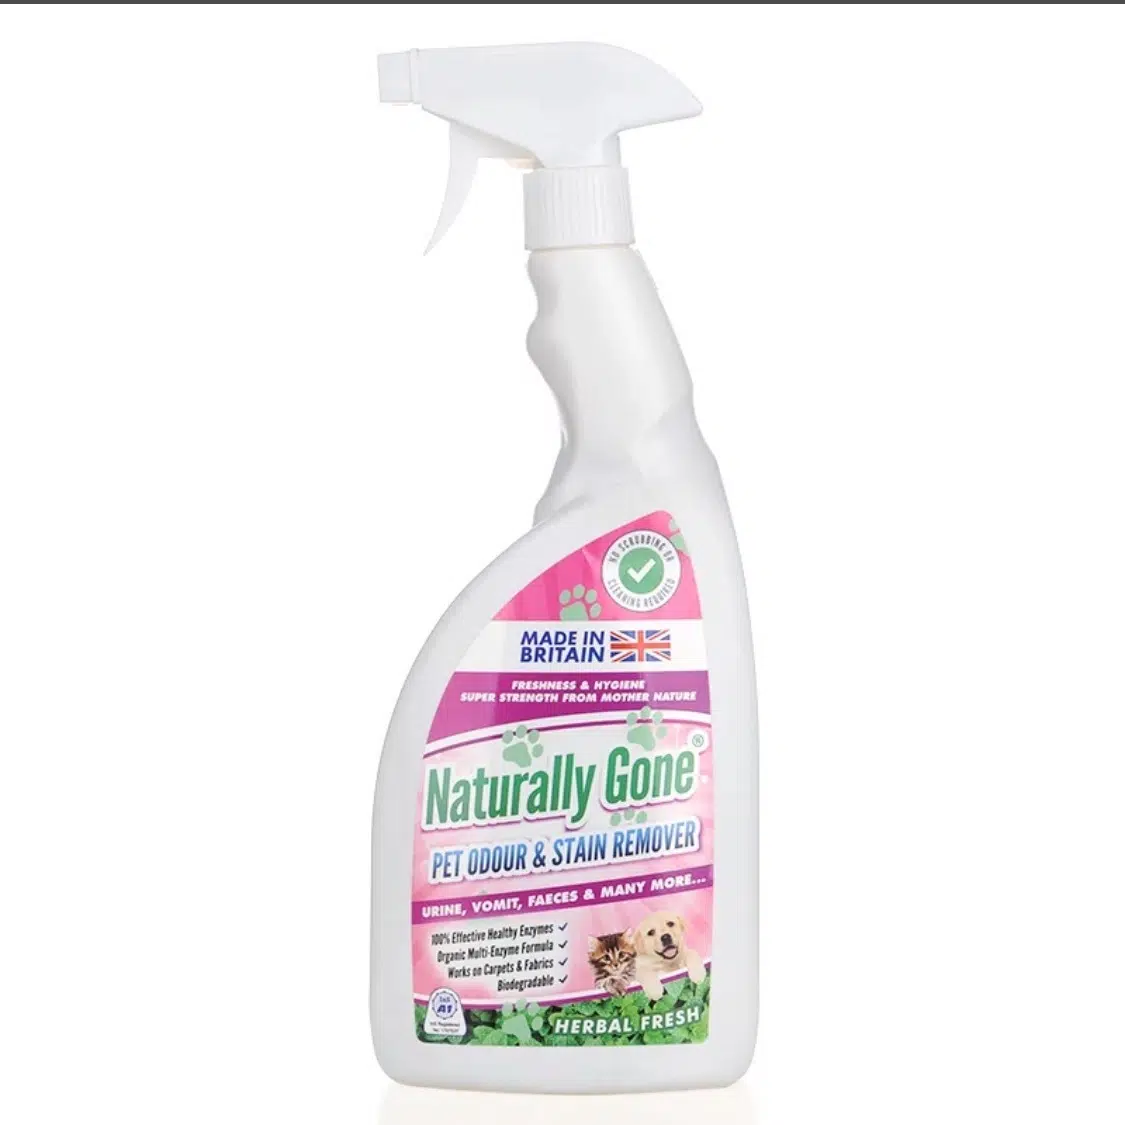 NO SCRUBBING OR
CLEANING REQUIRED
MADE IN
BRITAIN
FRESHNESS & HYGIENE
SUPER STRENGTH FROM MOTHER NATURE
Naturally Gone®
PET ODOUR & STAIN REMOVER
URINE, VOMIT, FAECES & MANY MORE...
100% Effective Healthy Enzymes
Organic Multi-Enzyme Formula
Works on Carpets & Fabrics
Biodegradable
A1
HERBAL FRESH